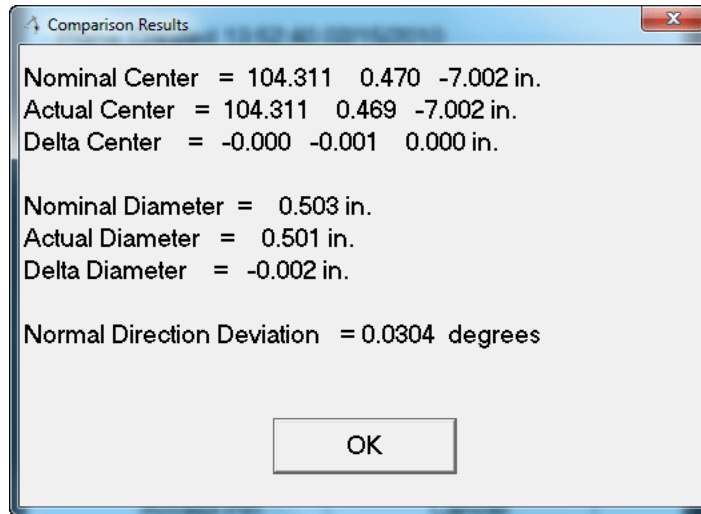 Comparison Results
Nominal Center = 104.311 0.470 -7.002 in.
Actual Center = 104.311 0.469 -7.002 in.
Delta Center = -0.000 -0.001 0.000 in.
Nominal Diameter = 0.503 in.
Actual Diameter = 0.501 in.
Delta Diameter = -0.002 in.
Normal Direction Deviation = 0.0304 degrees
OK